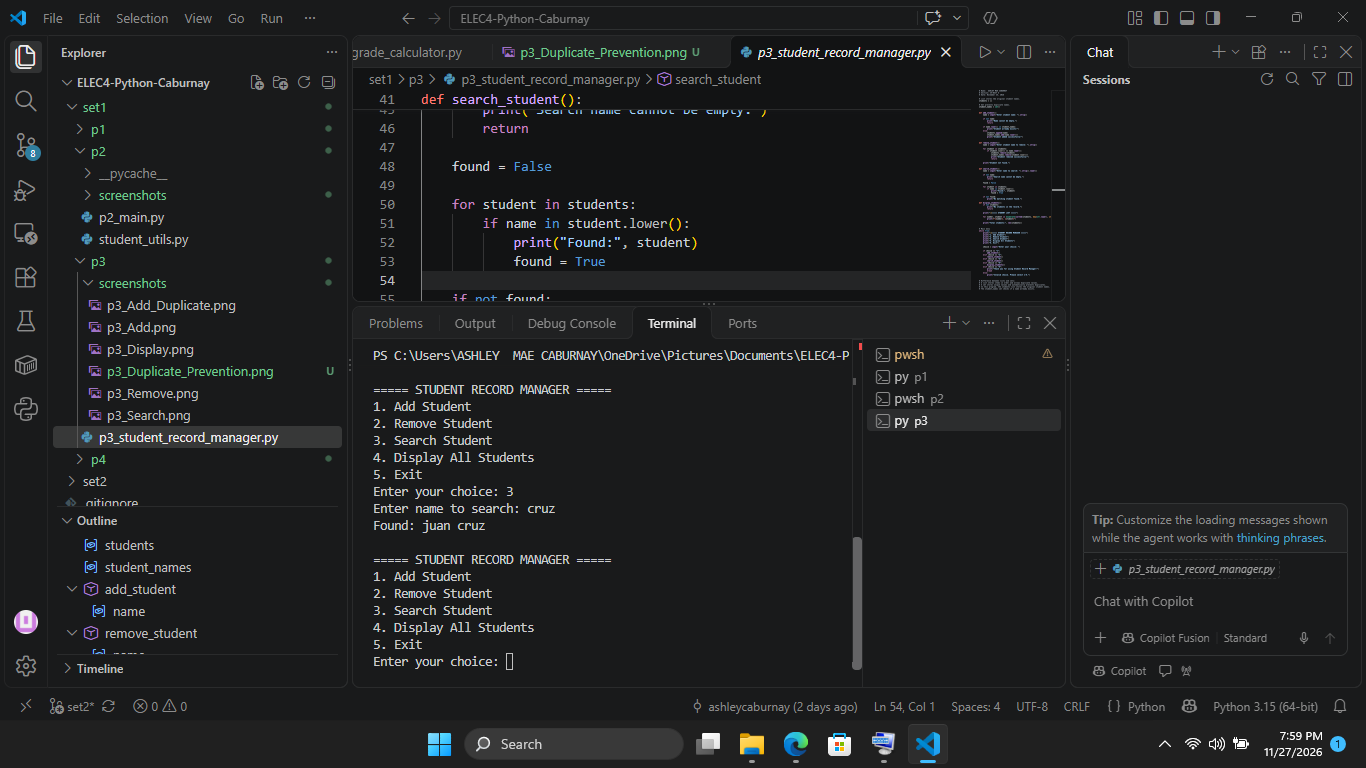 File Edit Selection View Go Run ···
ELEC4-Python-Caburnay
Explorer
ELEC4-Python-Caburnay
set1
p1
p2
__pycache__
screenshots
p2_main.py
student_utils.py
p3
screenshots
p3_Add_Duplicate.png
p3_Add.png
p3_Display.png
p3_Duplicate_Prevention.png U
p3_Remove.png
p3_Search.png
p3_student_record_manager.py
p4
set2
.gitignore
Outline
students
student_names
add_student
name
remove_student
name
Timeline
grade_calculator.py
p3_Duplicate_Prevention.png U
p3_student_record_manager.py
set1 > p3 > p3_student_record_manager.py > search_student
41 def search_student():
45 print("Search name cannot be empty.")
46 return
47
48 found = False
49
50 for student in students:
51 if name in student.lower():
52 print("Found:", student)
53 found = True
54
55 if not found:
Problems Output Debug Console Terminal Ports
PS C:\Users\ASHLEY  MAE CABURNAY\OneDrive\Pictures\Documents\ELEC4-P
===== STUDENT RECORD MANAGER =====
1. Add Student
2. Remove Student
3. Search Student
4. Display All Students
5. Exit
Enter your choice: 3
Enter name to search: cruz
Found: juan cruz
===== STUDENT RECORD MANAGER =====
1. Add Student
2. Remove Student
3. Search Student
4. Display All Students
5. Exit
Enter your choice:
pwsh
py p1
pwsh p2
py p3
Chat
Sessions
Tip: Customize the loading messages shown
while the agent works with thinking phrases.
p3_student_record_manager.py
Chat with Copilot
Copilot Fusion Standard
Copilot
8
set2* 0 0
ashleycaburnay (2 days ago) Ln 54, Col 1 Spaces: 4 UTF-8 CRLF { } Python Python 3.15 (64-bit)
Search
7:59 PM
11/27/2026
1